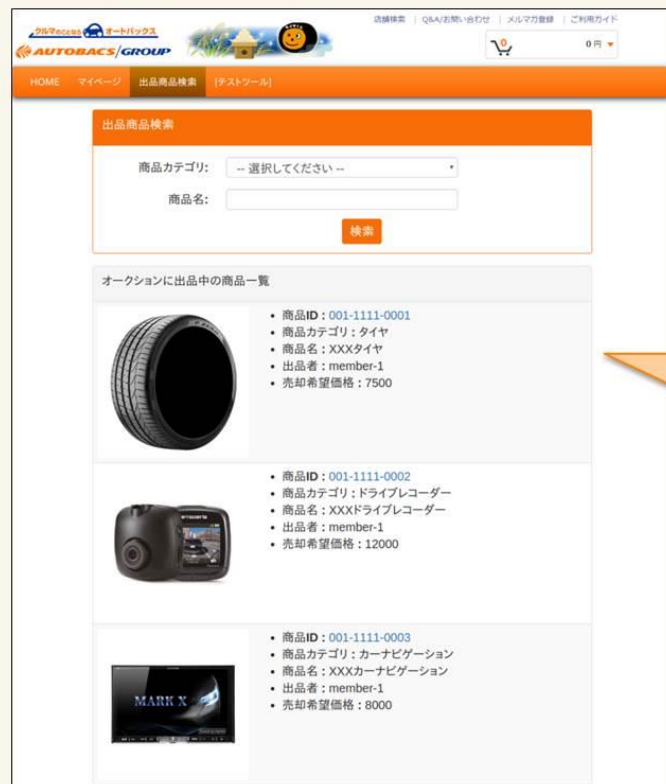 店舗検索 | Q&A/お問い合わせ | メルマガ登録 | ご利用ガイド
クルマのことなら オートバックス
AUTOBACS/GROUP
0
0 円 ▼
HOME マイページ 出品商品検索 [テストツール]
出品商品検索
商品カテゴリ: -- 選択してください --
商品名:
検索
オークションに出品中の商品一覧
• 商品ID : 001-1111-0001
• 商品カテゴリ : タイヤ
• 商品名 : XXXタイヤ
• 出品者 : member-1
• 売却希望価格 : 7500
• 商品ID : 001-1111-0002
• 商品カテゴリ : ドライブレコーダー
• 商品名 : XXXドライブレコーダー
• 出品者 : member-1
• 売却希望価格 : 12000
• 商品ID : 001-1111-0003
• 商品カテゴリ : カーナビゲーション
• 商品名 : XXXカーナビゲーション
• 出品者 : member-1
• 売却希望価格 : 8000
MARK X